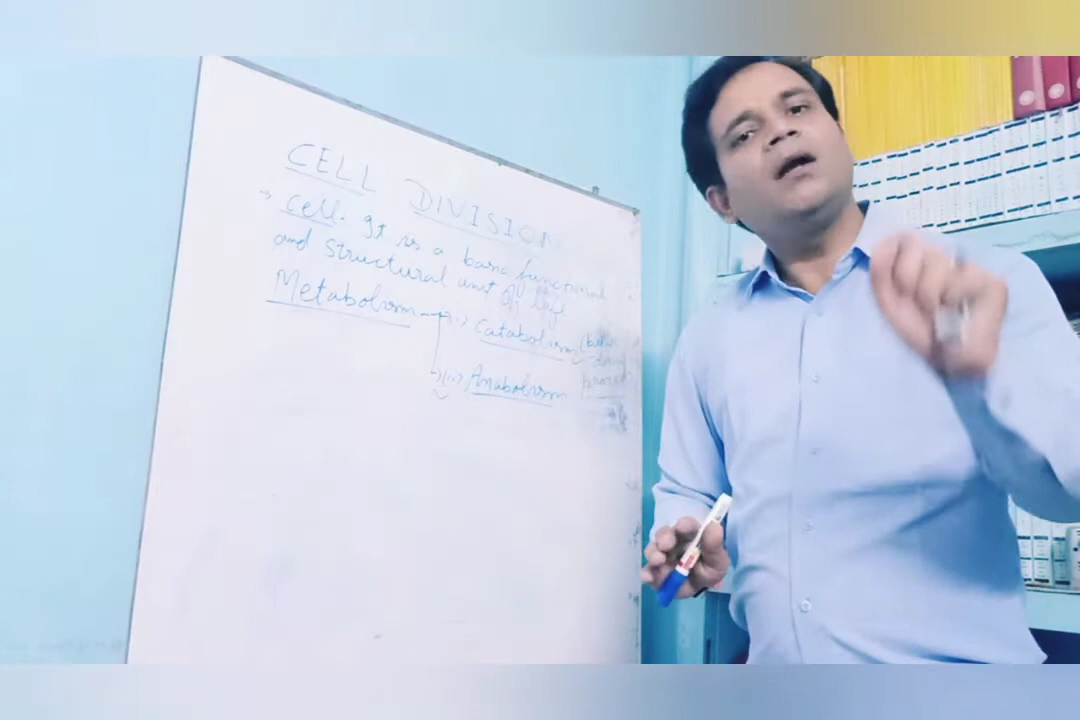 CELL DIVISION
→ Cell. It is a basic functional
and structural unit of life
Metabolism → (i) Catabolism
→ (ii) Anabolism